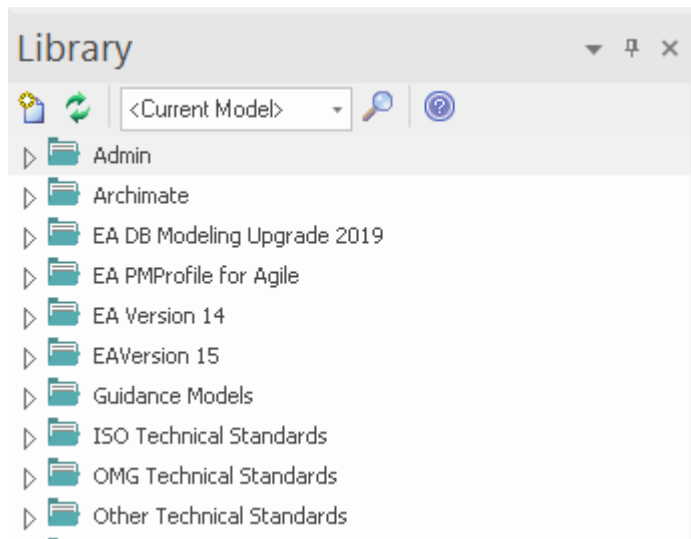 Library
<Current Model>
Admin
Archimate
EA DB Modeling Upgrade 2019
EA PMProfile for Agile
EA Version 14
EAVersion 15
Guidance Models
ISO Technical Standards
OMG Technical Standards
Other Technical Standards